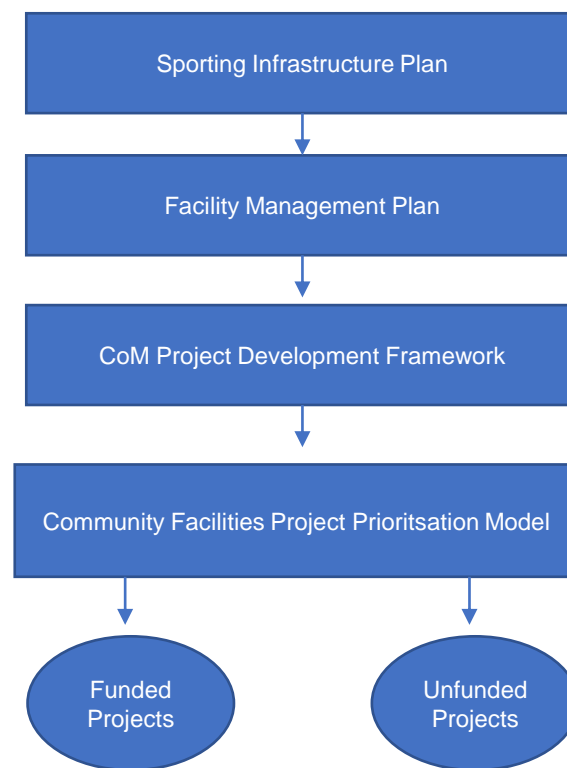 Sporting Infrastructure Plan
Facility Management Plan
CoM Project Development Framework
Community Facilities Project Prioritsation Model
Funded
Projects
Unfunded
Projects